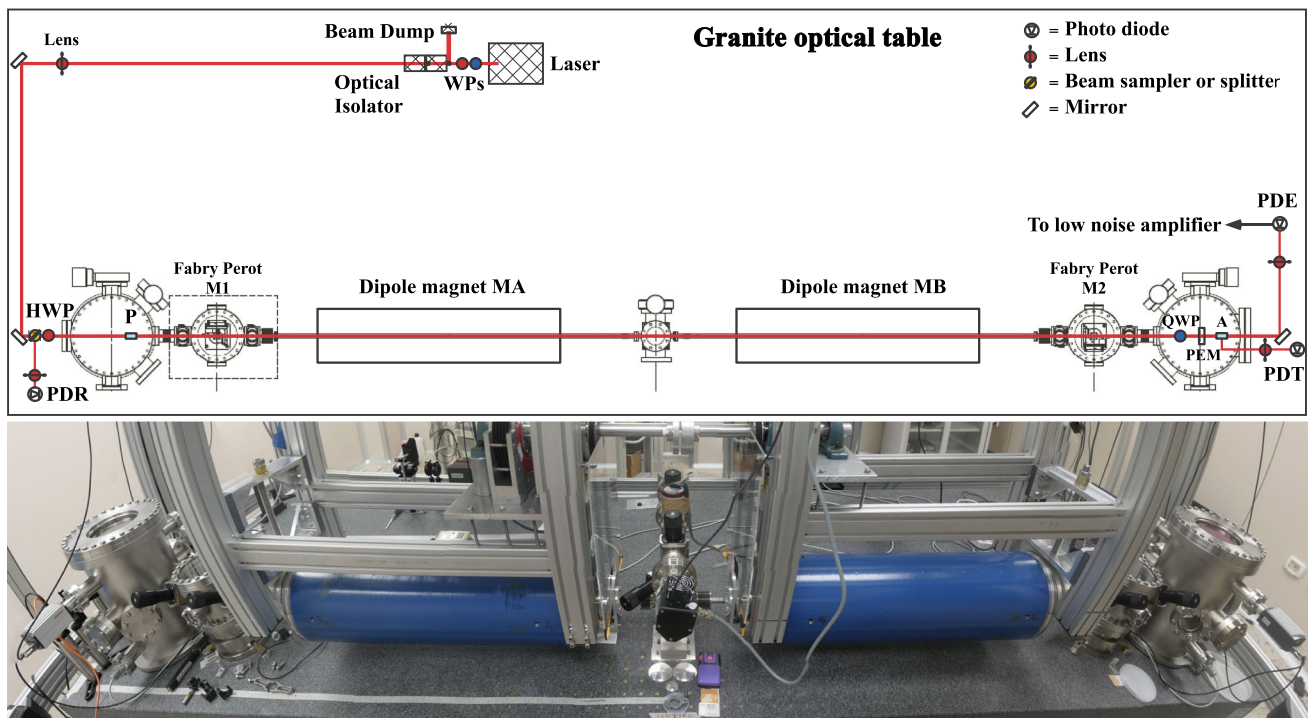 Granite optical table
Lens
Beam Dump
Optical
Isolator
WPs
Laser
= Photo diode
= Lens
= Beam sampler or splitter
= Mirror
PDE
To low noise amplifier
Fabry Perot
M1
Dipole magnet MA
Dipole magnet MB
Fabry Perot
M2
HWP
P
QWP
A
PEM
PDT
PDR